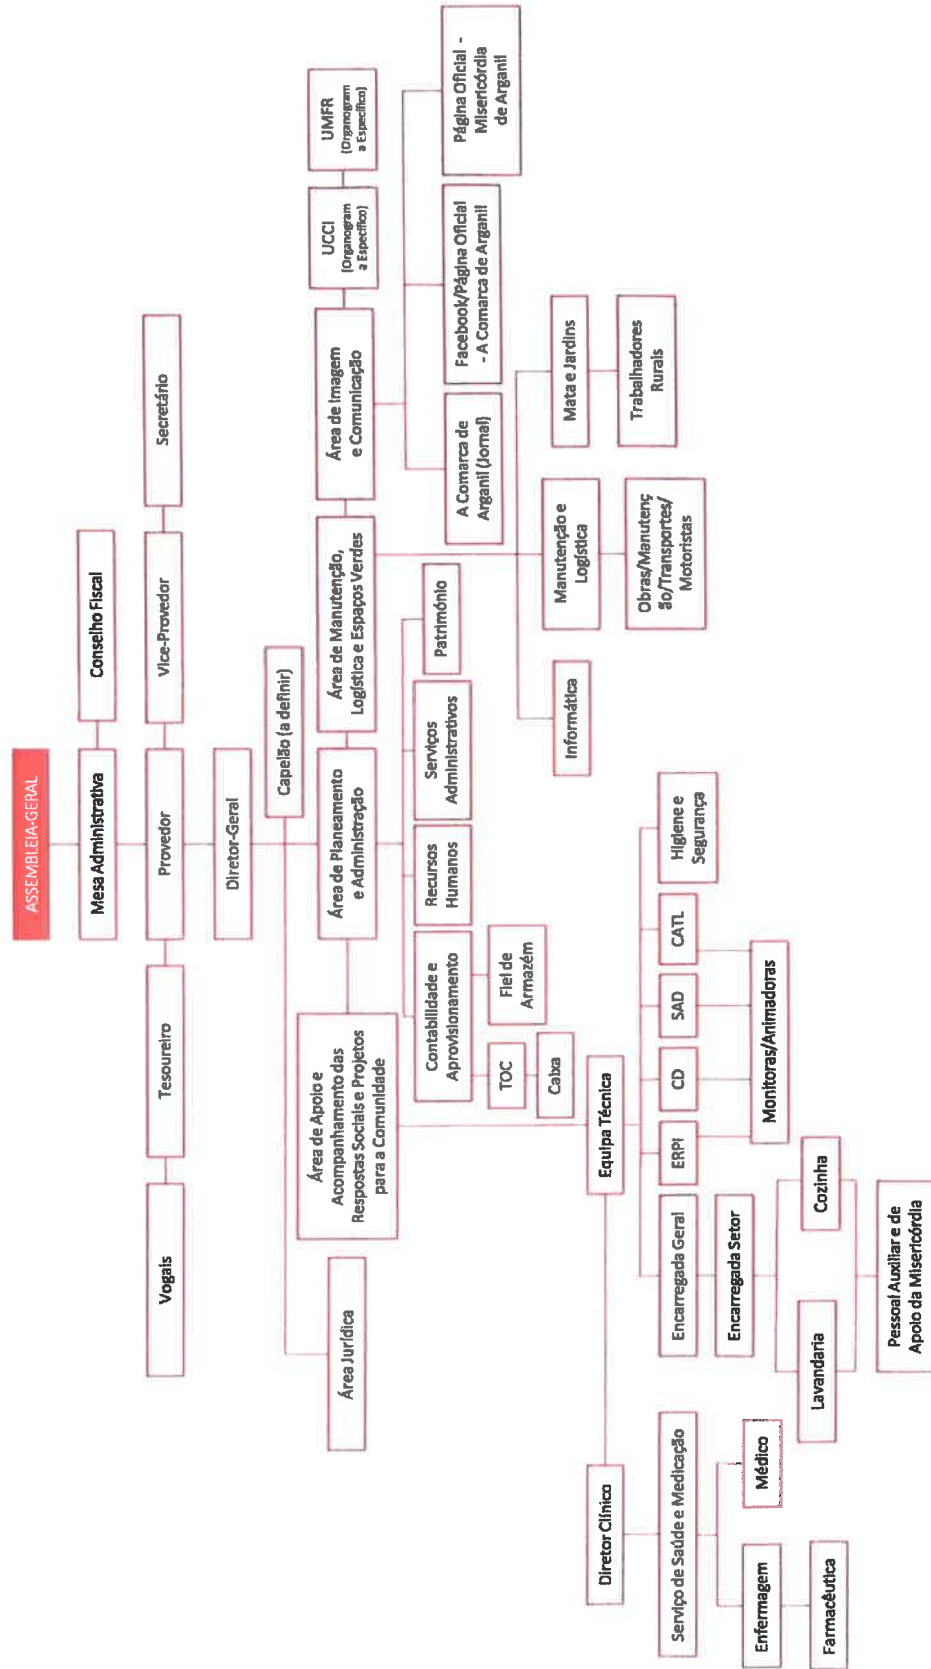 ASSEMBLEIA-GERAL
Mesa Administrativa
Conselho Fiscal
Vogais
Tesoureiro
Provedor
Vice-Provedor
Secretário
Diretor-Geral
Capelão (a definir)
Área Jurídica
Área de Apoio e
Acompanhamento das
Respostas Sociais e Projetos
para a Comunidade
Área de Planeamento
e Administração
Área de Manutenção,
Logística e Espaços Verdes
Área de Imagem
e Comunicação
UCCI
(Organogram
a Específico)
UMFR
(Organogram
a Específico)
Contabilidade e
Aprovisionamento
Recursos
Humanos
Serviços
Administrativos
Património
A Comarca de
Arganil (Jornal)
Facebook/Página Oficial
- A Comarca de Arganil
Página Oficial -
Misericórdia
de Arganil
TOC
Fiel de
Armazém
Caixa
Informática
Manutenção e
Logística
Mata e Jardins
Obras/Manutenç
ão/Transportes/
Motoristas
Trabalhadores
Rurais
Diretor Clínico
Equipa Técnica
Serviço de Saúde e Medicação
Encarregada Geral
ERPI
CD
SAD
CATL
Higiene e
Segurança
Encarregada Setor
Monitoras/Animadoras
Enfermagem
Médico
Lavandaria
Cozinha
Farmacêutica
Pessoal Auxiliar e de
Apoio da Misericórdia